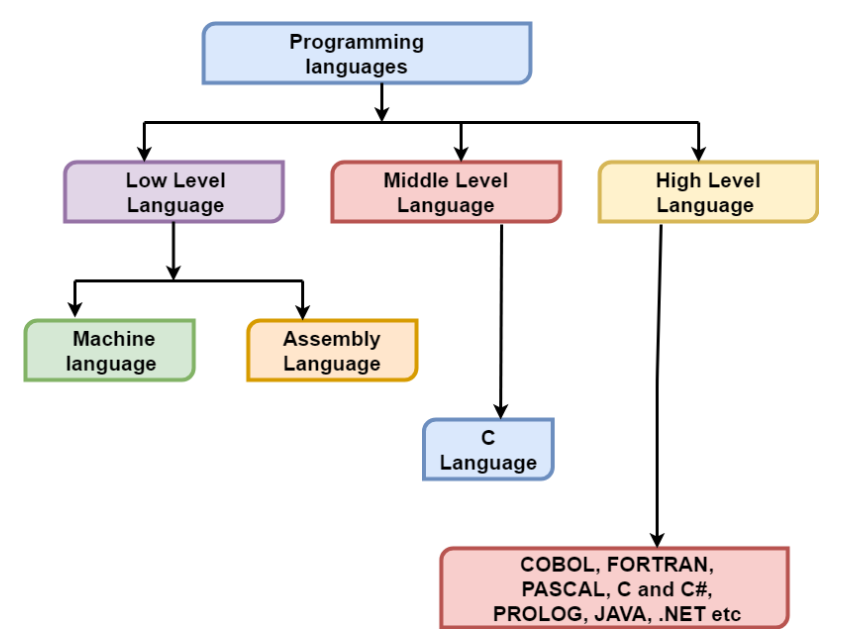 Programming
languages
Low Level
Language
Middle Level
Language
High Level
Language
Machine
language
Assembly
Language
C
Language
COBOL, FORTRAN,
PASCAL, C and C#,
PROLOG, JAVA, .NET etc